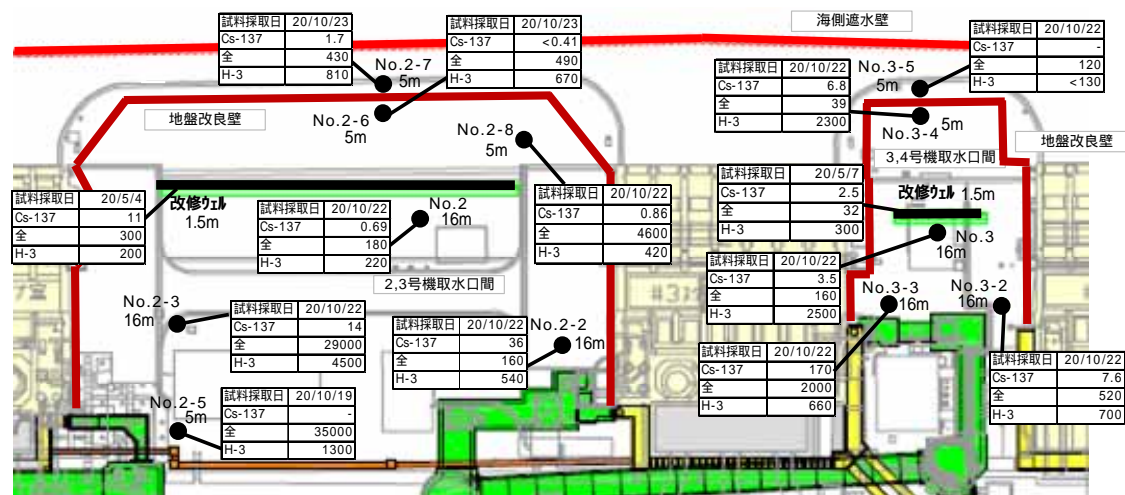 海側遮水壁
試料採取日 20/10/23
Cs-137 1.7
全 430
H-3 810
試料採取日 20/10/23
Cs-137 <0.41
全 490
H-3 670
試料採取日 20/10/22
Cs-137 -
全 120
H-3 <130
No.2-7
5m
No.3-5
5m
試料採取日 20/10/22
Cs-137 6.8
全 39
H-3 2300
地盤改良壁
No.2-6
5m
No.2-8
5m
5m
No.3-4
地盤改良壁
3,4号機取水口間
試料採取日 20/5/4
Cs-137 11
全 300
H-3 200
改修ウェル
1.5m
試料採取日 20/10/22
Cs-137 0.69
全 180
H-3 220
No.2
16m
試料採取日 20/10/22
Cs-137 0.86
全 4600
H-3 420
試料採取日 20/5/7
Cs-137 2.5
全 32
H-3 300
改修ウェル 1.5m
No.3
16m
2,3号機取水口間
試料採取日 20/10/22
Cs-137 3.5
全 160
H-3 2500
No.3-3
16m
No.3-2
16m
No.2-3
16m
試料採取日 20/10/22
Cs-137 14
全 29000
H-3 4500
試料採取日 20/10/22
Cs-137 36
全 160
H-3 540
No.2-2
16m
試料採取日 20/10/22
Cs-137 170
全 2000
H-3 660
試料採取日 20/10/22
Cs-137 7.6
全 520
H-3 700
No.2-5
5m
試料採取日 20/10/19
Cs-137 -
全 35000
H-3 1300